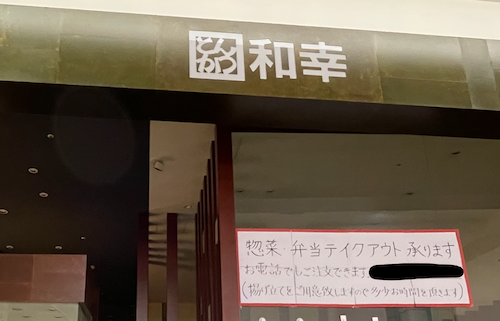 とんかつ 和幸
惣菜・弁当テイクアウト承ります
お電話でもご注文できます
(揚げ立てをご用意致しますので多少お時間を頂きます)